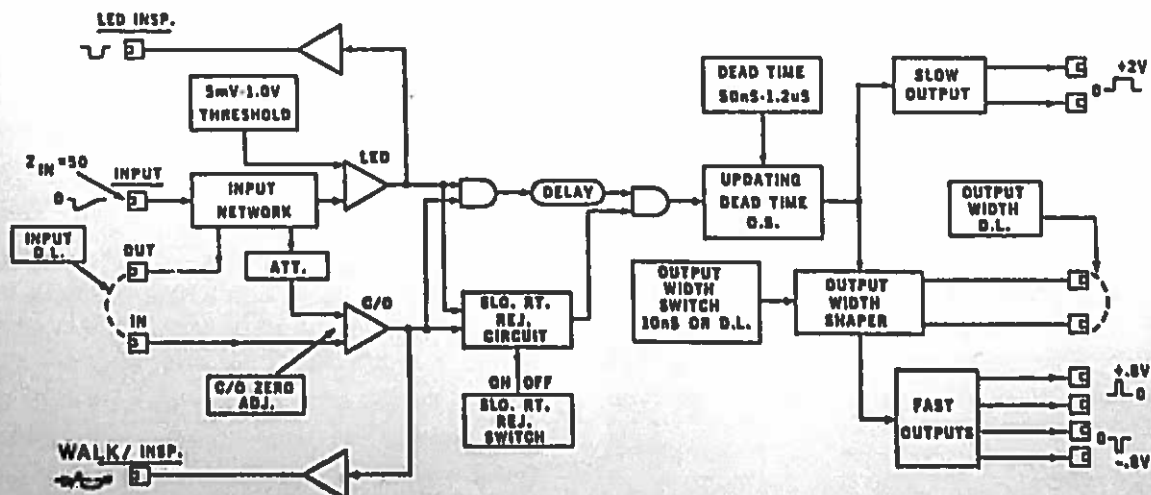 LED INSP.
5mV-1.0V
THRESHOLD
DEAD TIME
50nS-1.2uS
SLOW
OUTPUT
+2V
0
Z IN =50
INPUT
0
INPUT
NETWORK
LED
DELAY
UPDATING
DEAD TIME
O.S.
OUTPUT
WIDTH
D.L.
INPUT
D.L.
OUT
ATT.
IN
C/O
SLO. RT.
REJ.
CIRCUIT
OUTPUT
WIDTH
SWITCH
10nS OR D.L.
OUTPUT
WIDTH
SHAPER
C/O ZERO
ADJ.
ON OFF
SLO. RT.
REJ.
SWITCH
FAST
OUTPUTS
+.8V
0
0
-.8V
WALK/ INSP.